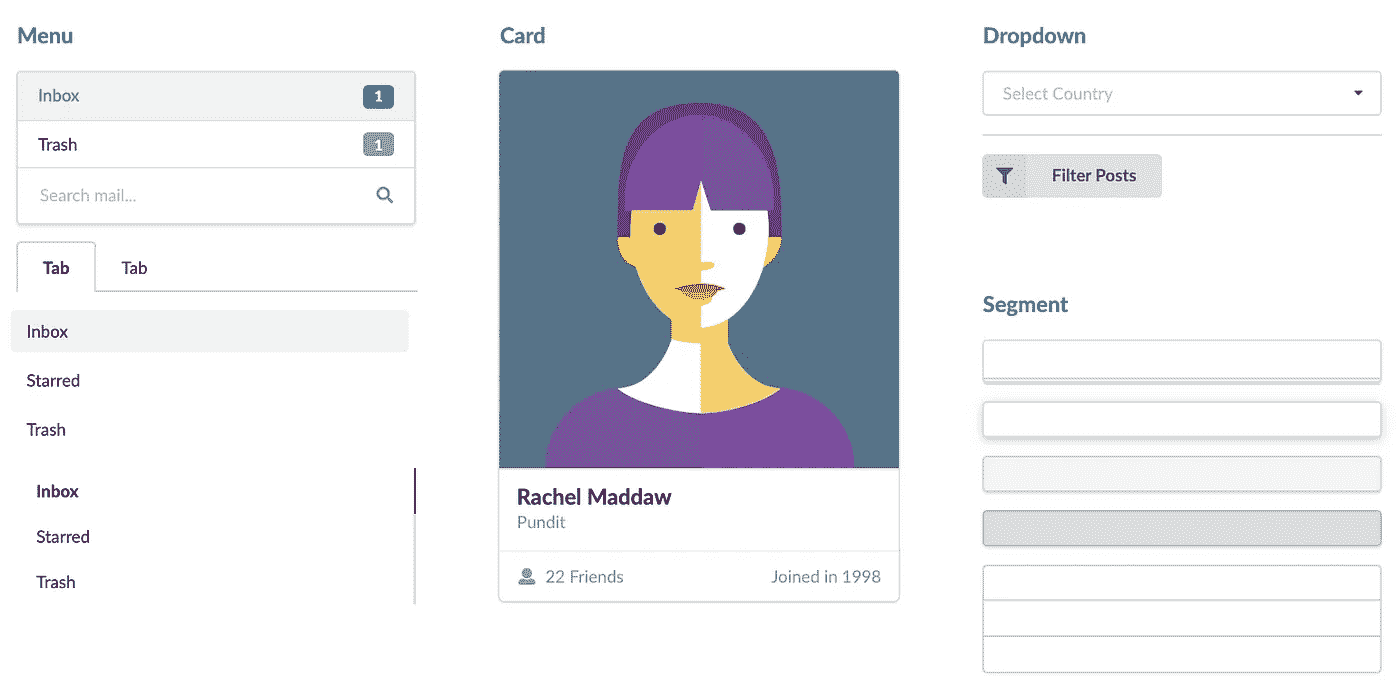 Menu
Inbox 1
Trash 1
Search mail...
Tab Tab
Inbox
Starred
Trash
Inbox
Starred
Trash
Card
Rachel Maddaw
Pundit
22 Friends Joined in 1998
Dropdown
Select Country
Filter Posts
Segment